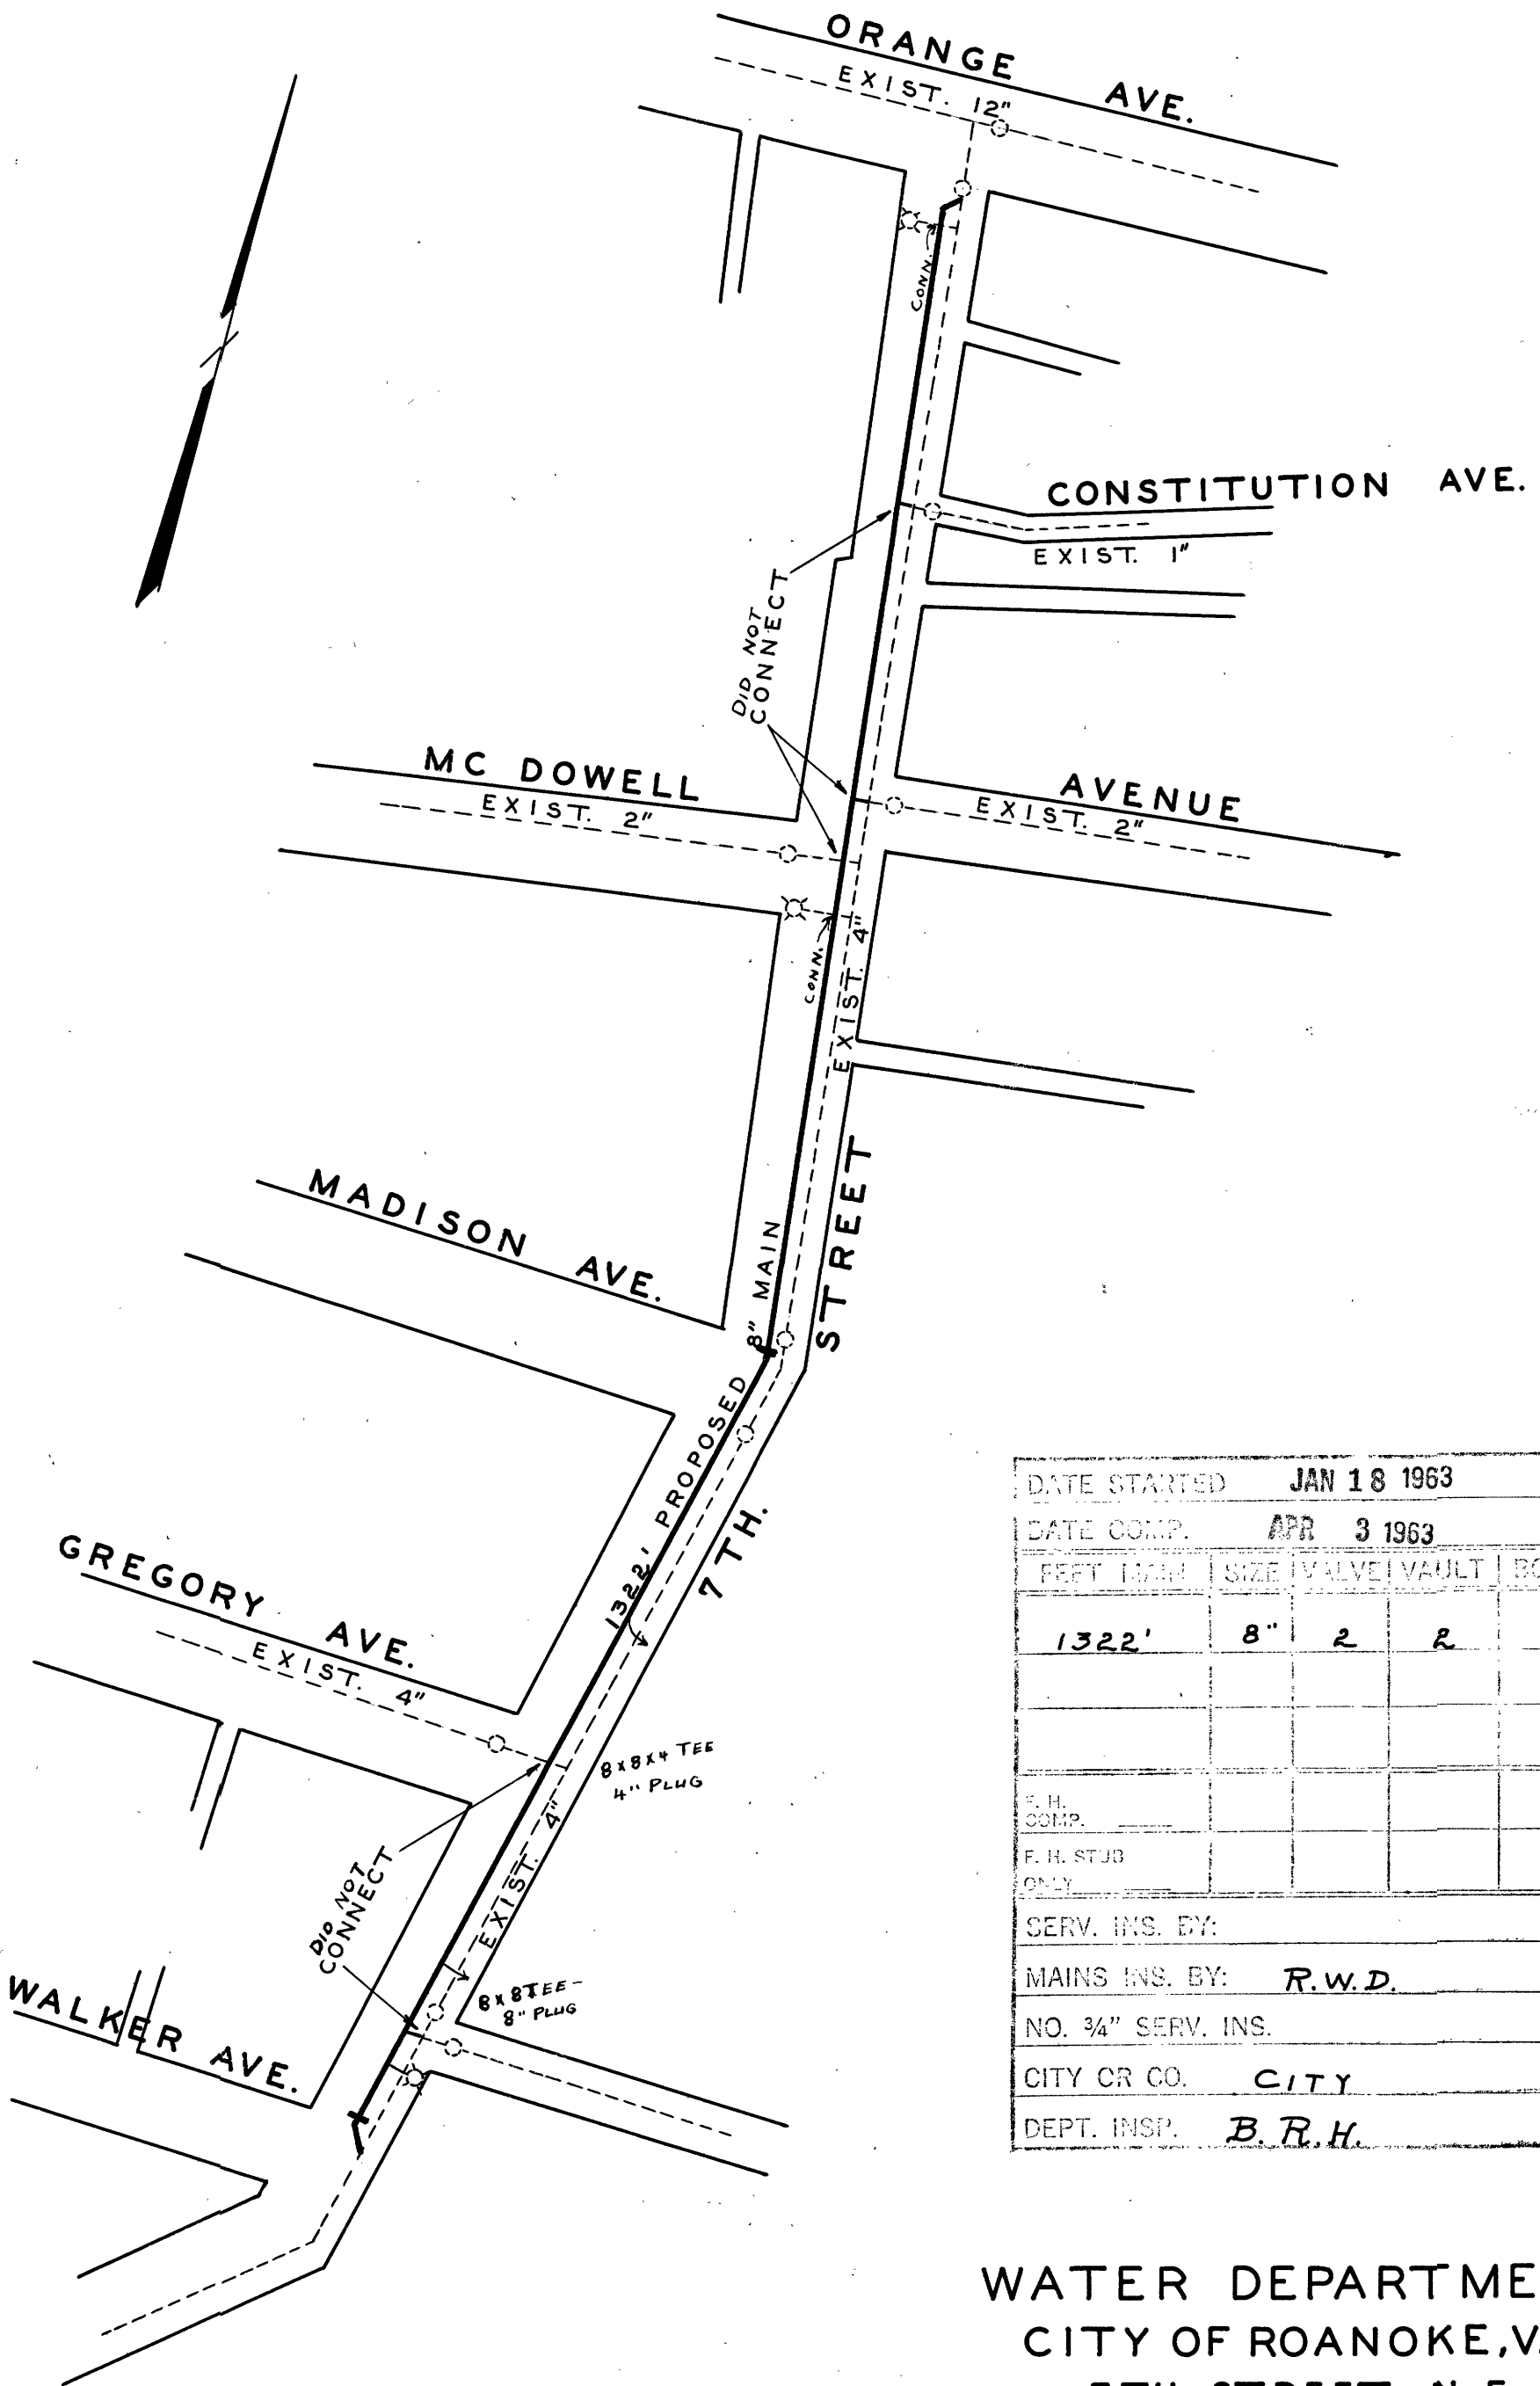 ORANGE AVE.
EXIST. 12"
CONN.
CONSTITUTION AVE.
EXIST. 1"
DID NOT
CONNECT
MC DOWELL AVENUE
EXIST. 2"
EXIST. 2"
CONN.
EXIST. 4"
MADISON AVE.
1322' PROPOSED 8" MAIN
7 TH. STREET
GREGORY AVE.
EXIST. 4"
8X8X4 TEE
4" PLUG
EXIST. 4"
DID NOT
CONNECT
8X8TEE-
8" PLUG
WALKER AVE.
DATE STARTED JAN 18 1963
DATE COMP. APR 3 1963
FEET MAIN SIZE VALVE VAULT
1322' 8" 2 2
F. H.
COMP.
F. H. STUB
ONLY
SERV. INS. BY:
MAINS INS. BY: R.W.D.
NO. 3/4" SERV. INS.
CITY OR CO. CITY
DEPT. INSP. B.R.H.
WATER DEPARTME
CITY OF ROANOKE, V